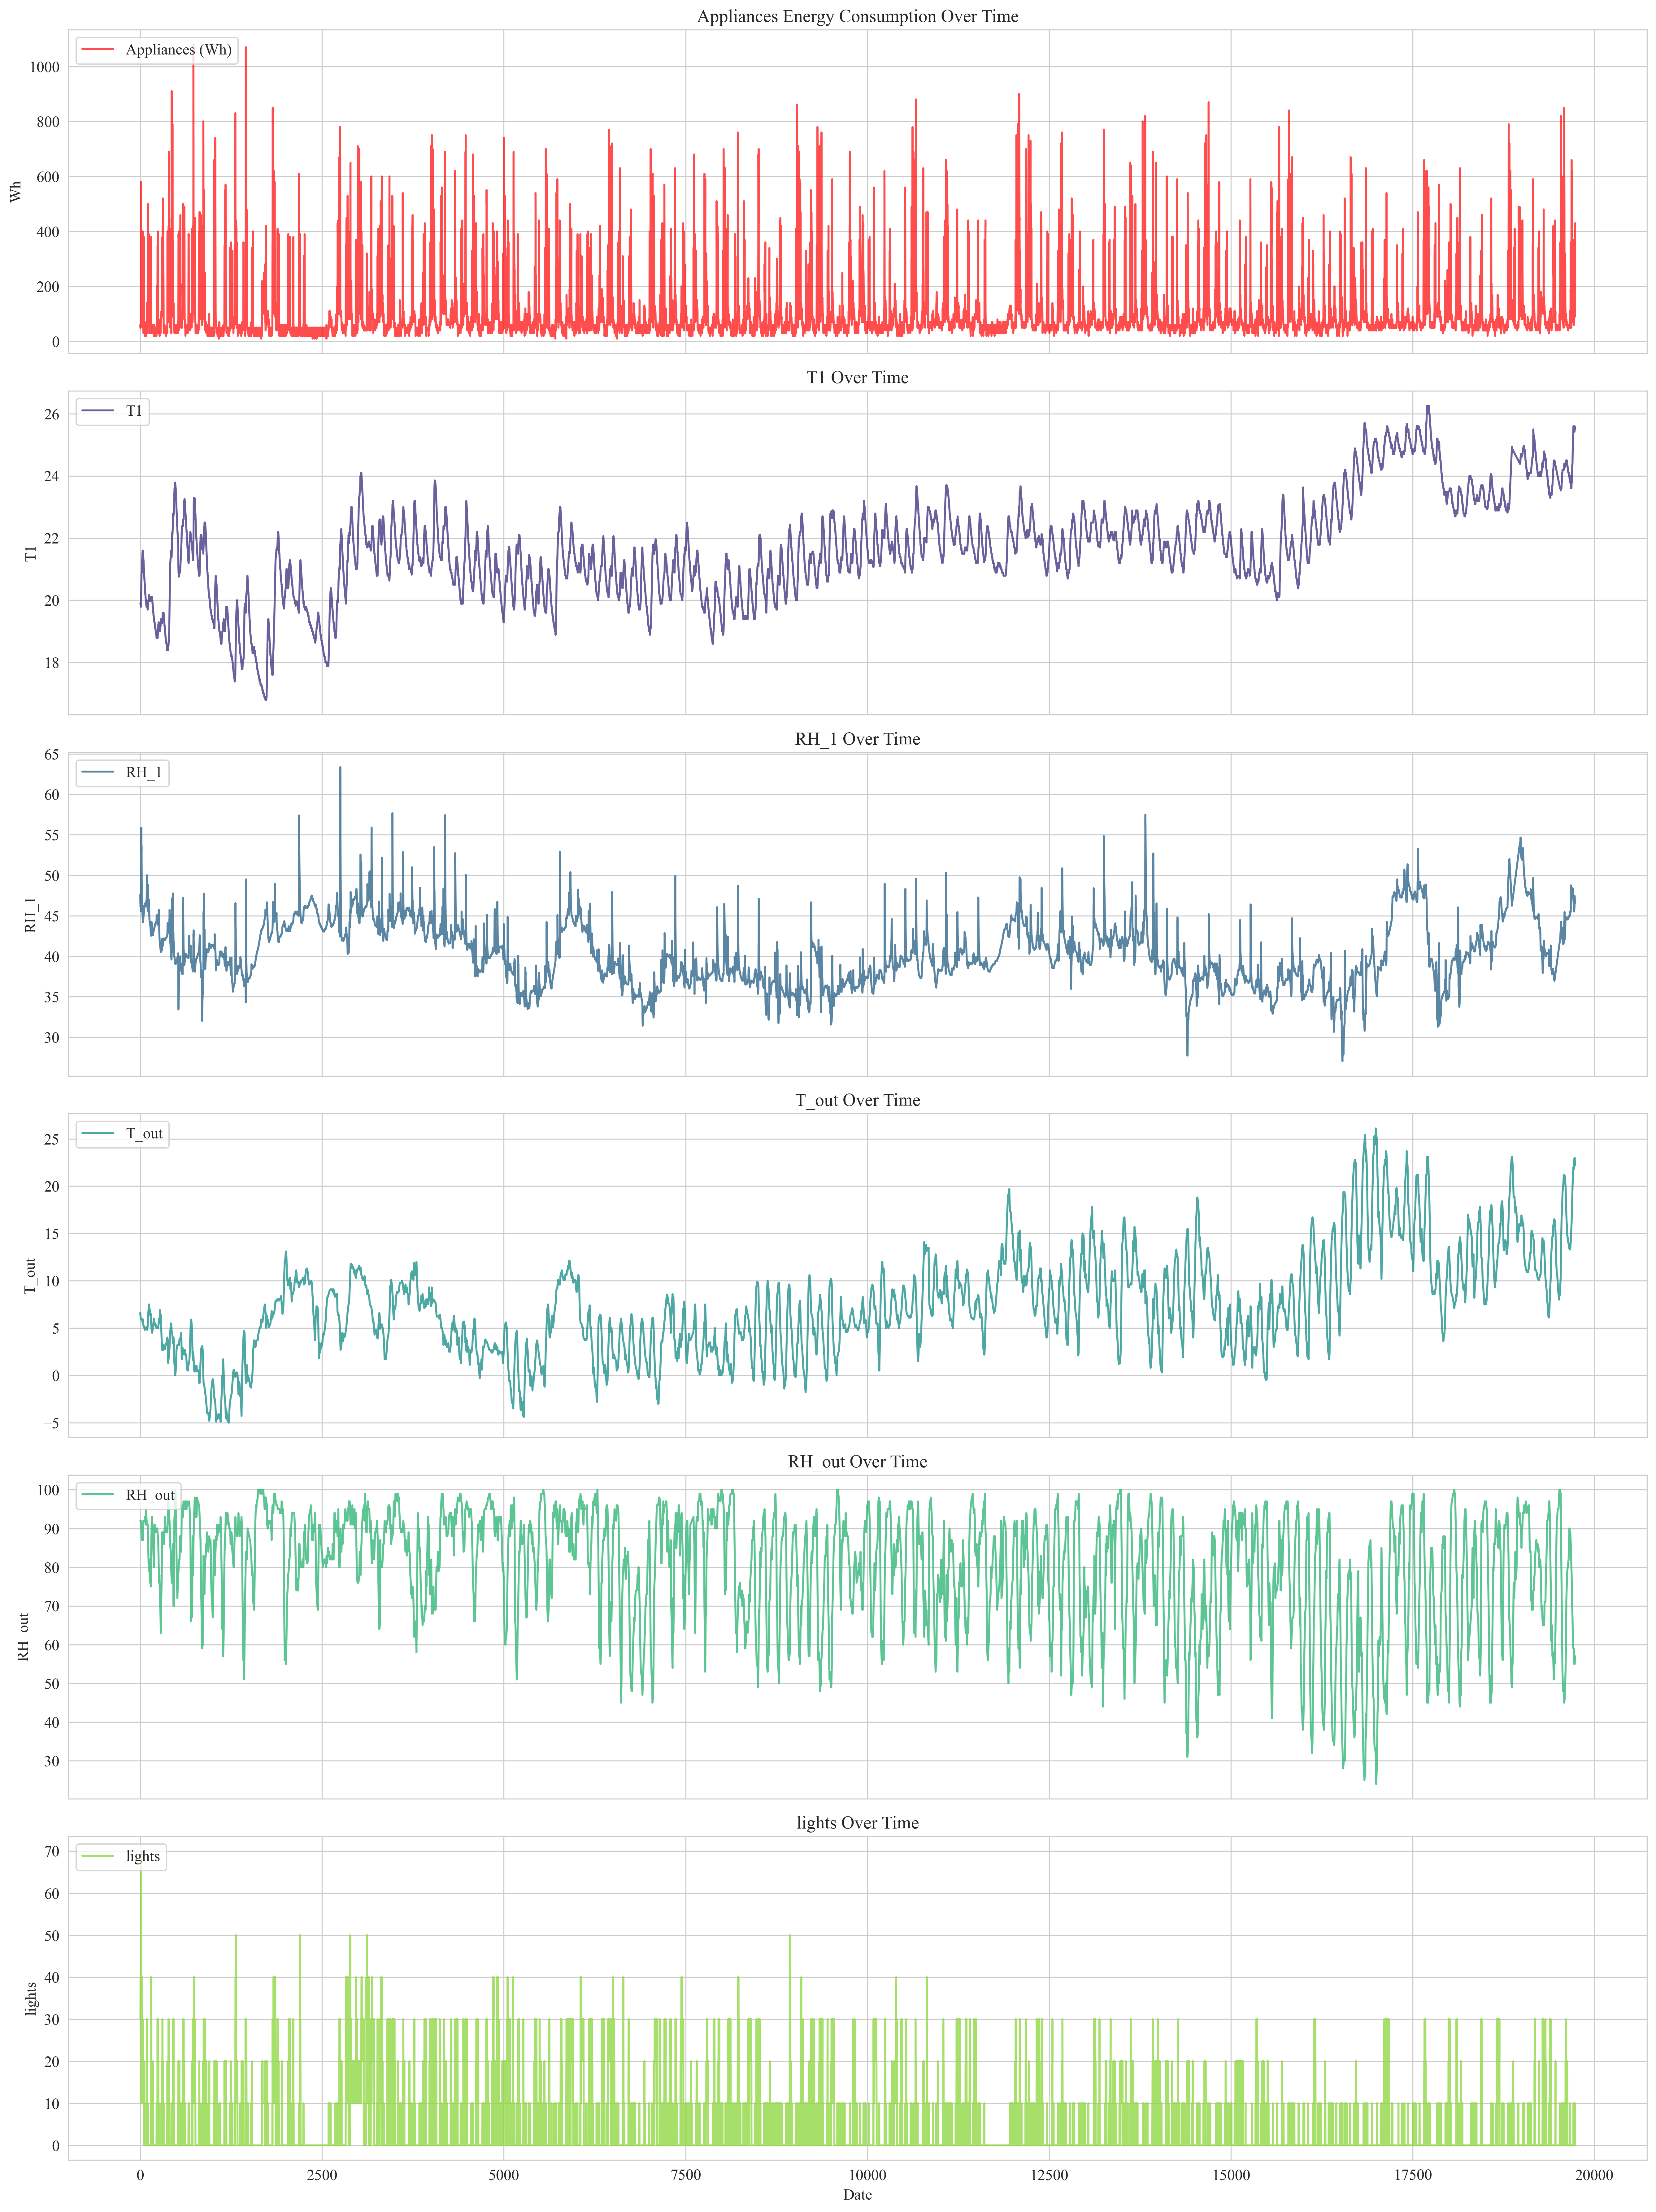 Appliances Energy Consumption Over Time
Appliances (Wh)
1000
800
600
400
200
0
Wh
T1 Over Time
T1
26
24
22
20
18
T1
RH_1 Over Time
RH_1
65
60
55
50
45
40
35
30
RH_1
T_out Over Time
T_out
25
20
15
10
5
0
−5
T_out
RH_out Over Time
RH_out
100
90
80
70
60
50
40
30
RH_out
lights Over Time
lights
70
60
50
40
30
20
10
0
lights
0 2500 5000 7500 10000 12500 15000 17500 20000
Date